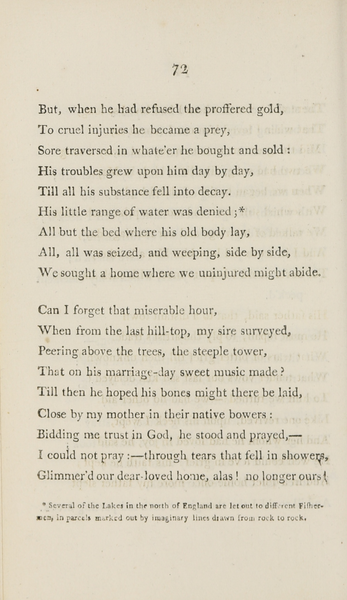 72
But, when he had refused the proffered gold,
To cruel injuries he became a prey,
Sore traversed in whate'er he bought and sold :
His troubles grew upon him day by day,
Till all his substance fell into decay.
His little range of water was denied ;*
All but the bed where his old body lay,
All, all was seized, and weeping, side by side,
We sought a home where we uninjured might abide.
Can I forget that miserable hour,
When from the last hill-top, my sire surveyed,
Peering above the trees, the steeple tower,
That on his marriage-day sweet music made ?
Till then he hoped his bones might there be laid,
Close by my mother in their native bowers :
Bidding me trust in God, he stood and prayed,—
I could not pray :—through tears that fell in showers,
Glimmer'd our dear-loved home, alas ! no longer ours !
* Several of the Lakes in the north of England are let out to different Fisher-
men, in parcels marked out by imaginary lines drawn from rock to rock.